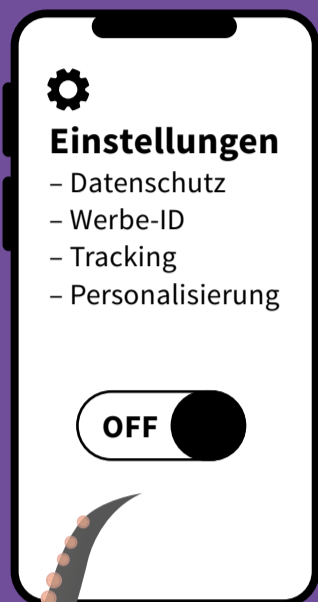 Einstellungen
– Datenschutz
– Werbe-ID
– Tracking
– Personalisierung
OFF